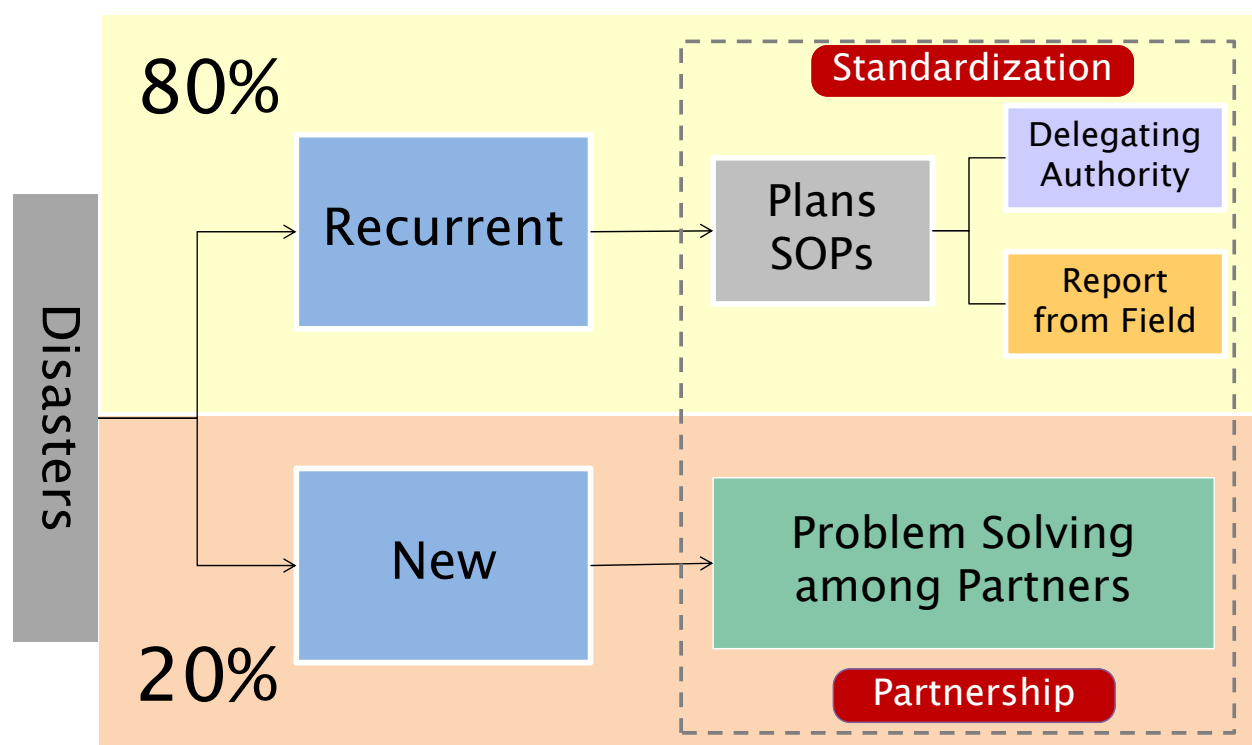 80%
Standardization
Delegating
Authority
Recurrent
Plans
SOPs
Report
from Field
Disasters
New
Problem Solving
among Partners
20%
Partnership